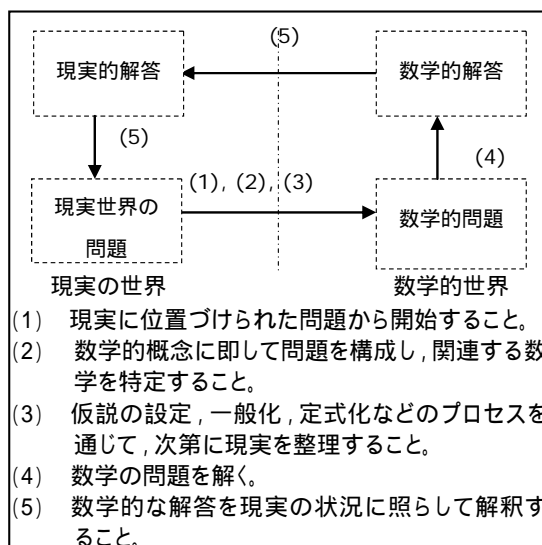 (5)
現実的解答
数学的解答
(5)
(4)
(1), (2), (3)
現実世界の
問題
数学的問題
現実の世界
数学的世界
(1) 現実に位置づけられた問題から開始すること。
(2) 数学的概念に即して問題を構成し,関連する数
学を特定すること。
(3) 仮説の設定,一般化,定式化などのプロセスを
通じて,次第に現実を整理すること。
(4) 数学の問題を解く。
(5) 数学的な解答を現実の状況に照らして解釈す
ること。